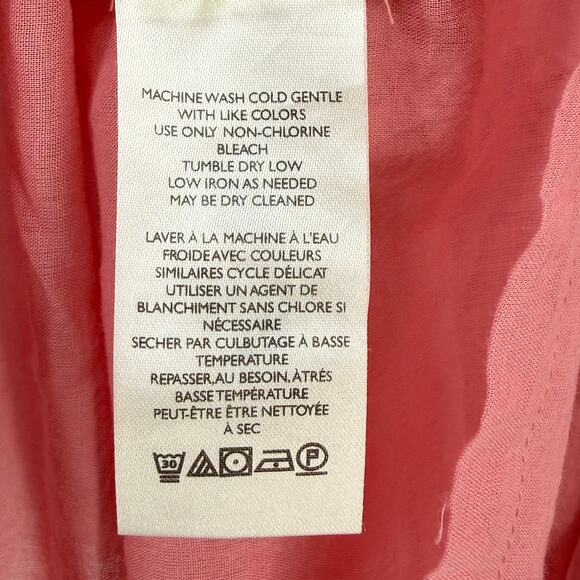 MACHINE WASH COLD GENTLE
WITH LIKE COLORS
USE ONLY NON-CHLORINE
BLEACH
TUMBLE DRY LOW
LOW IRON AS NEEDED
MAY BE DRY CLEANED
LAVER À LA MACHINE À L'EAU
FROIDE AVEC COULEURS
SIMILAIRES CYCLE DÉLICAT
UTILISER UN AGENT DE
BLANCHIMENT SANS CHLORE SI
NÉCESSAIRE
SECHER PAR CULBUTAGE À BASSE
TEMPERATURE
REPASSER,AU BESOIN,ÀTRÉS
BASSE TEMPÉRATURE
PEUT-ÊTRE ÊTRE NETTOYÉE
À SEC
30 P